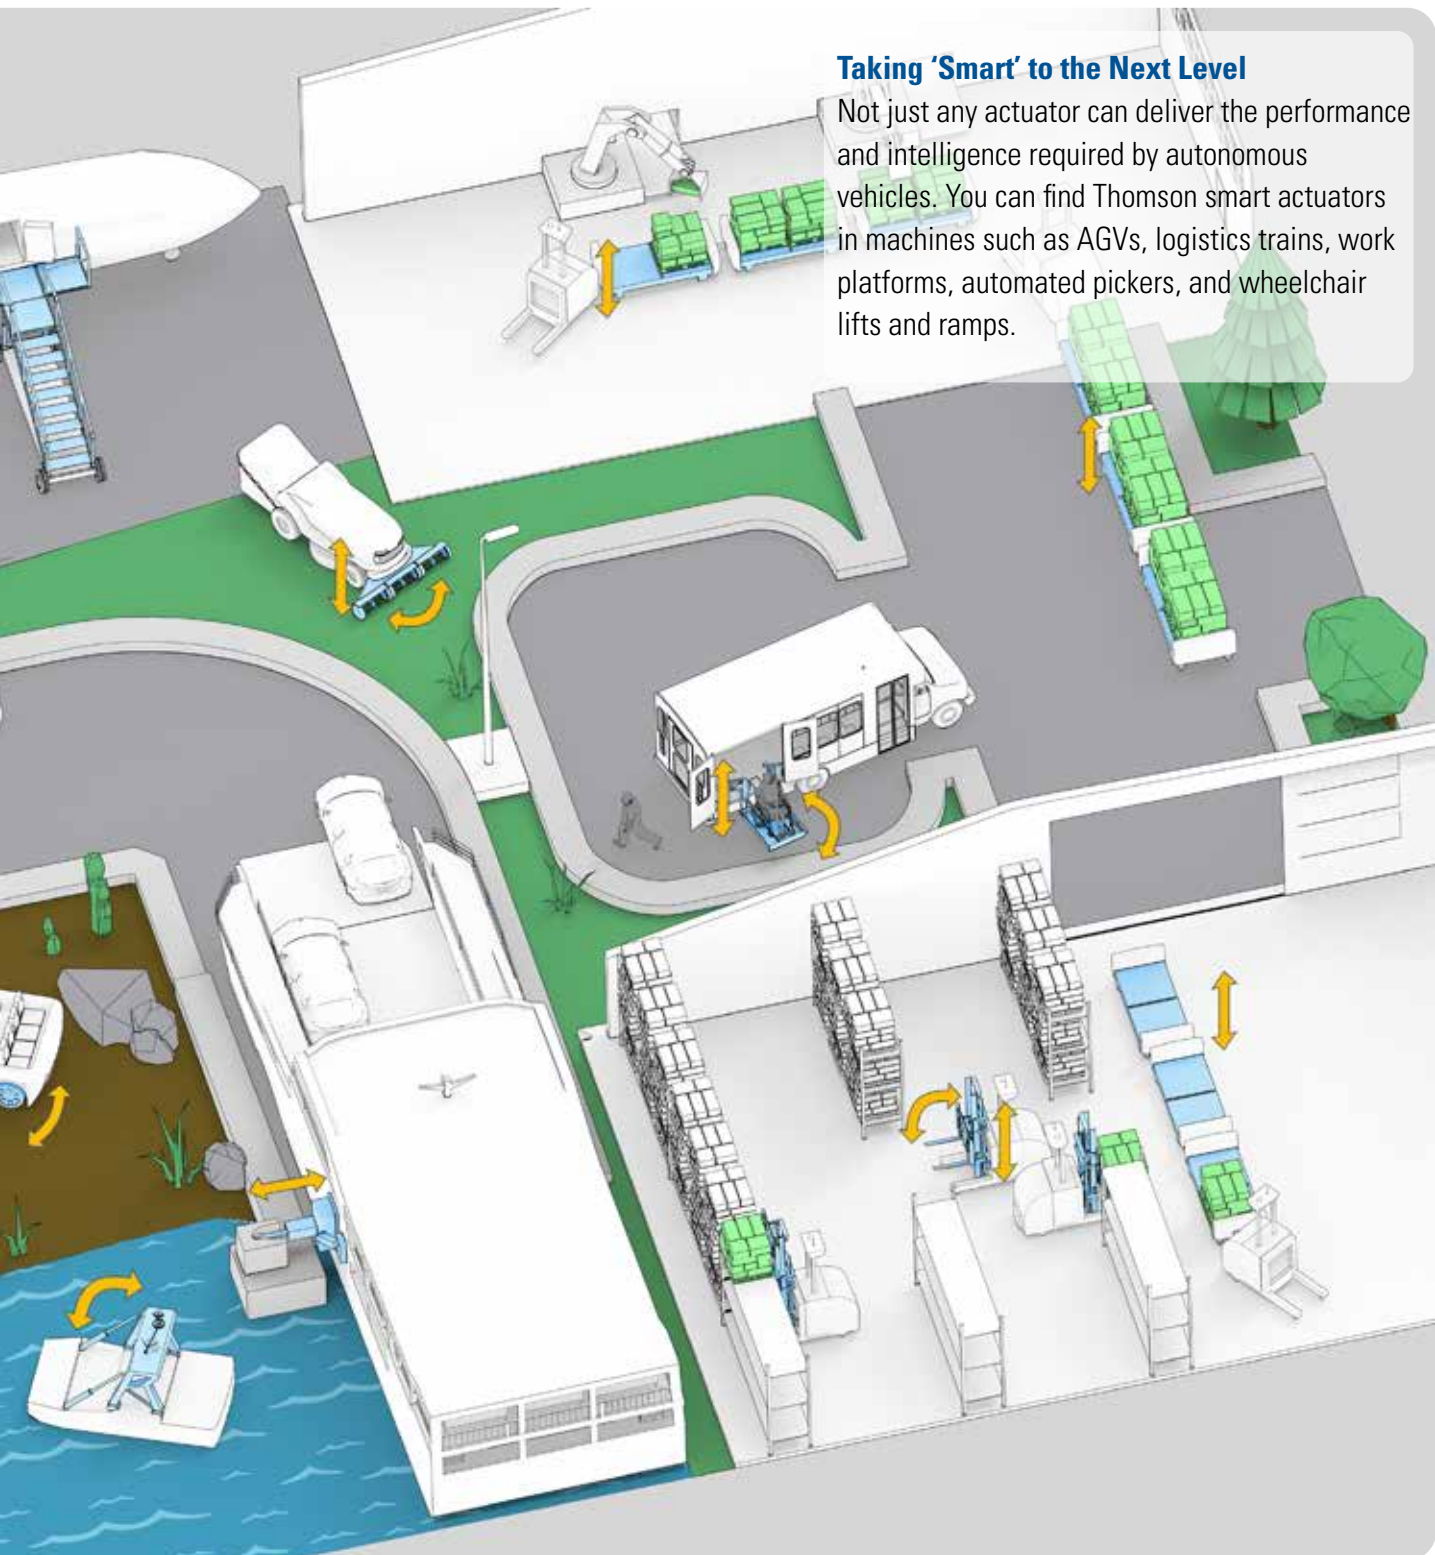 Taking ‘Smart’ to the Next Level
Not just any actuator can deliver the performance
and intelligence required by autonomous
vehicles. You can find Thomson smart actuators
in machines such as AGVs, logistics trains, work
platforms, automated pickers, and wheelchair
lifts and ramps.